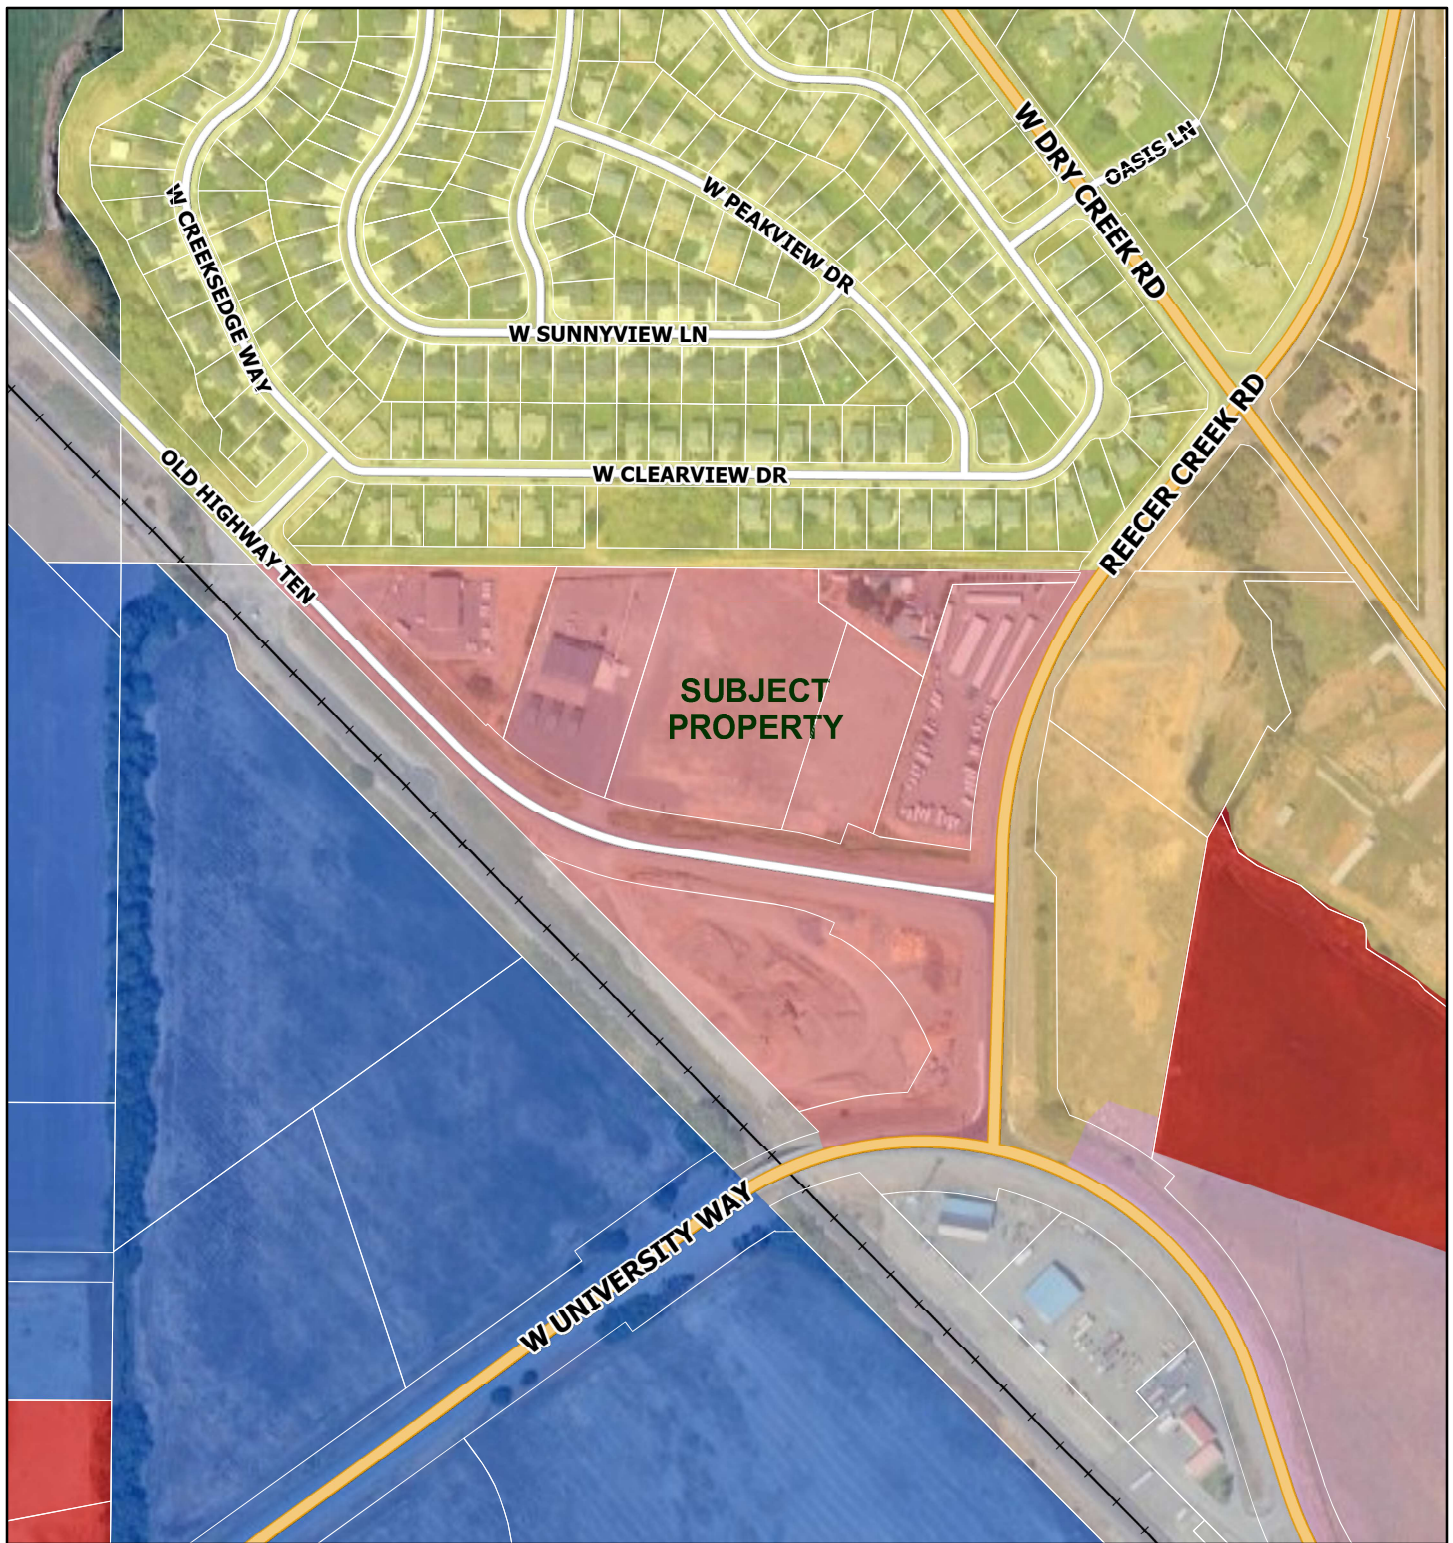 W DRY CREEK RD
OASIS LN
W PEAKVIEW DR
W CREEKSEDGE WAY
W SUNNYVIEW LN
W CLEARVIEW DR
REECER CREEK RD
OLD HIGHWAY TEN
SUBJECT
PROPERTY
W UNIVERSITY WAY